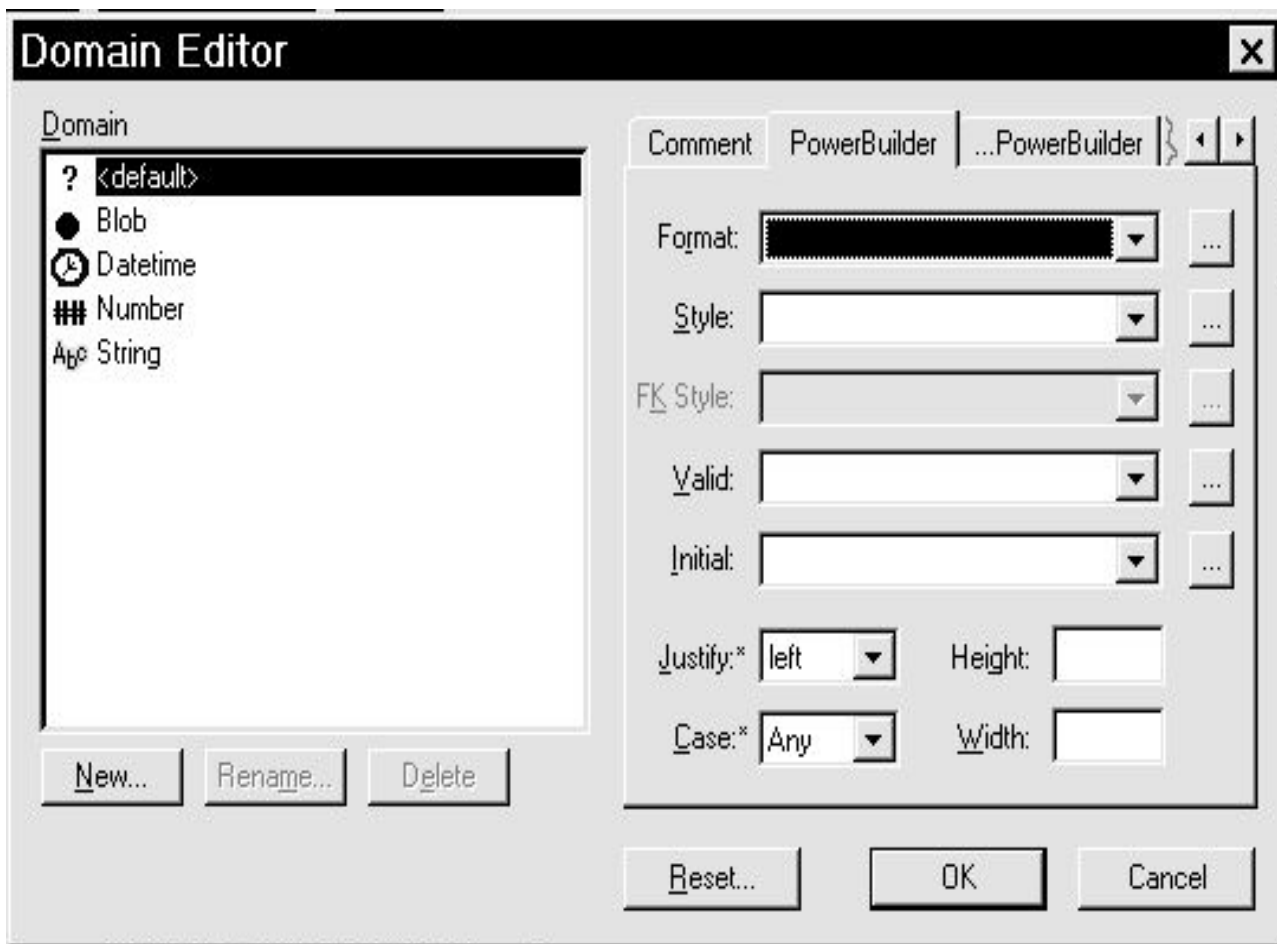 Domain Editor
Domain
? <default>
Blob
Datetime
Number
Abc String
New...
Rename...
Delete
Comment
PowerBuilder
...PowerBuilder
Format:
...
Style:
...
FK Style:
...
Valid:
...
Initial:
...
Justify:* left
Height:
Case:* Any
Width:
Reset...
OK
Cancel